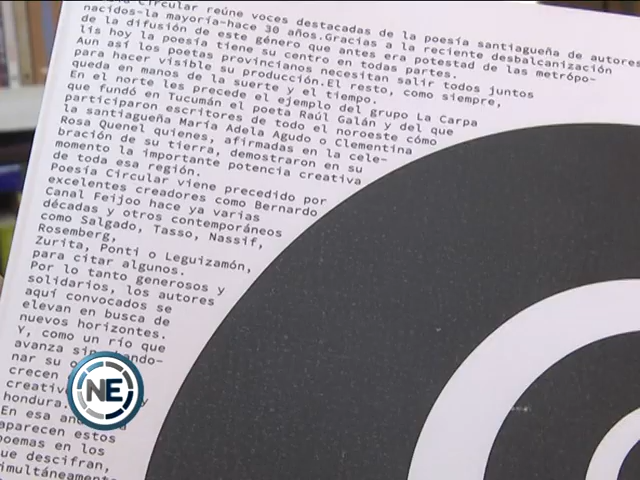 Circular reúne voces destacadas de la poesía santiagueña de autores
nacidos-la mayoría-hace 30 años.Gracias a la reciente desbalcanización
de la difusión de este género que antes era potestad de las metrópo-
lis hoy la poesía tiene su centro en todas partes.
Aun así los poetas provincianos necesitan salir todos juntos
para hacer visible su producción.El resto, como siempre,
queda en manos de la suerte y el tiempo.
En el norte les precede el ejemplo del grupo La Carpa
que fundó en Tucumán el poeta Raúl Galán y del que
participaron escritores de todo el noroeste cómo
la santiagueña María Adela Agudo o Clementina
Rosa Quenel quienes, afirmadas en la cele-
bración de su tierra, demostraron en su
momento la importante potencia creativa
de toda esa región.
Poesía Circular viene precedido por
excelentes creadores como Bernardo
Canal Feijoo hace ya varias
décadas y otros contemporáneos
como Salgado, Tasso, Nassif,
Rosemberg,
Zurita, Ponti o Leguizamón,
para citar algunos.
Por lo tanto generosos y
solidarios, los autores
aquí convocados se
elevan en busca de
nuevos horizontes.
Y, como un río que
avanza sin
nar su
crecen
hondura.
y
En esa
aparecen estos
poemas en los
que descifran,
NE